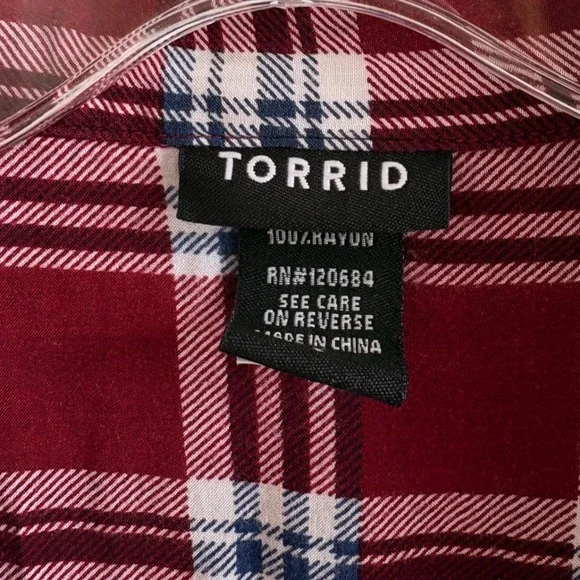 TORRID
100% RAYON
RN#120684
SEE CARE
ON REVERSE
MADE IN CHINA